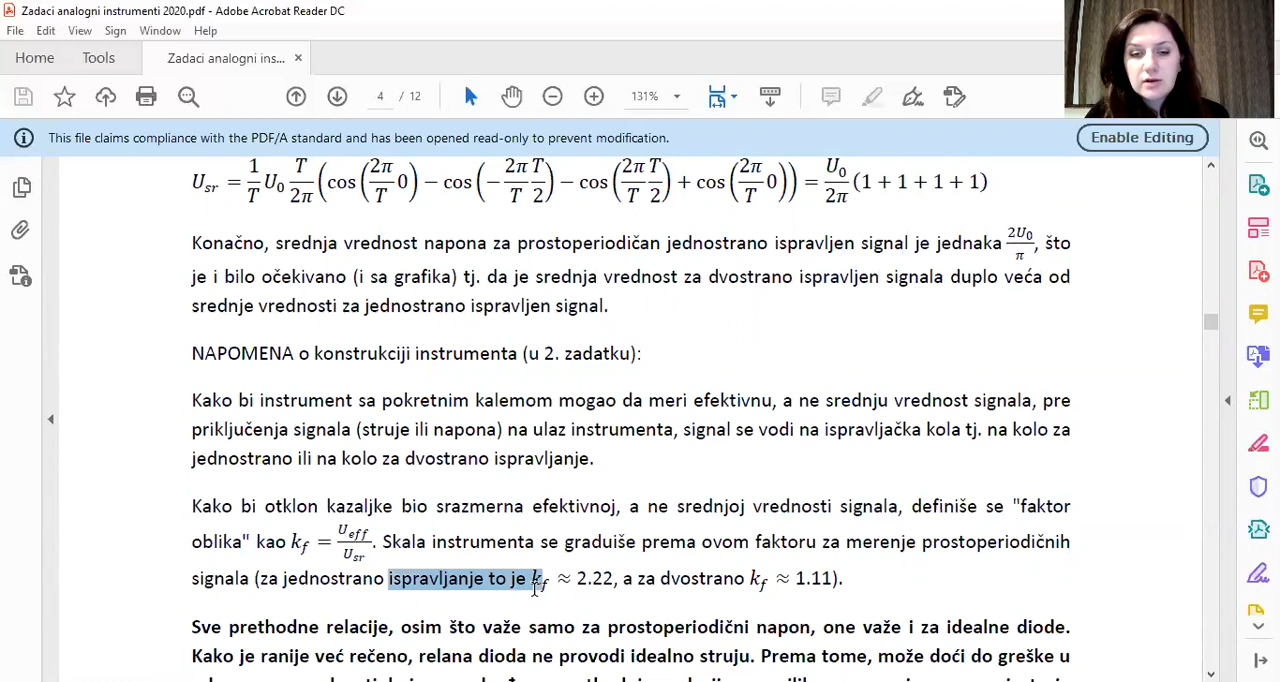 Zadaci analogni instrumenti 2020.pdf - Adobe Acrobat Reader DC
File Edit View Sign Window Help
Home Tools Zadaci analogni ins... ×
4 / 12 131%
This file claims compliance with the PDF/A standard and has been opened read-only to prevent modification. Enable Editing
U_sr = 1/T U_0 T/2π (cos(2π/T 0) − cos(−2π/T T/2) − cos(2π/T T/2) + cos(2π/T 0)) = U_0/2π (1 + 1 + 1 + 1)
Konačno, srednja vrednost napona za prostoperiodičan jednostrano ispravljen signal je jednaka 2U_0/π, što
je i bilo očekivano (i sa grafika) tj. da je srednja vrednost za dvostrano ispravljen signala duplo veća od
srednje vrednosti za jednostrano ispravljen signal.
NAPOMENA o konstrukciji instrumenta (u 2. zadatku):
Kako bi instrument sa pokretnim kalemom mogao da meri efektivnu, a ne srednju vrednost signala, pre
priključenja signala (struje ili napona) na ulaz instrumenta, signal se vodi na ispravljačka kola tj. na kolo za
jednostrano ili na kolo za dvostrano ispravljanje.
Kako bi otklon kazaljke bio srazmerna efektivnoj, a ne srednjoj vrednosti signala, definiše se "faktor
oblika" kao k_f = U_eff/U_sr. Skala instrumenta se graduiše prema ovom faktoru za merenje prostoperiodičnih
signala (za jednostrano ispravljanje to je k_f ≈ 2.22, a za dvostrano k_f ≈ 1.11).
Sve prethodne relacije, osim što važe samo za prostoperiodični napon, one važe i za idealne diode.
Kako je ranije već rečeno, relana dioda ne provodi idealno struju. Prema tome, može doći do greške u